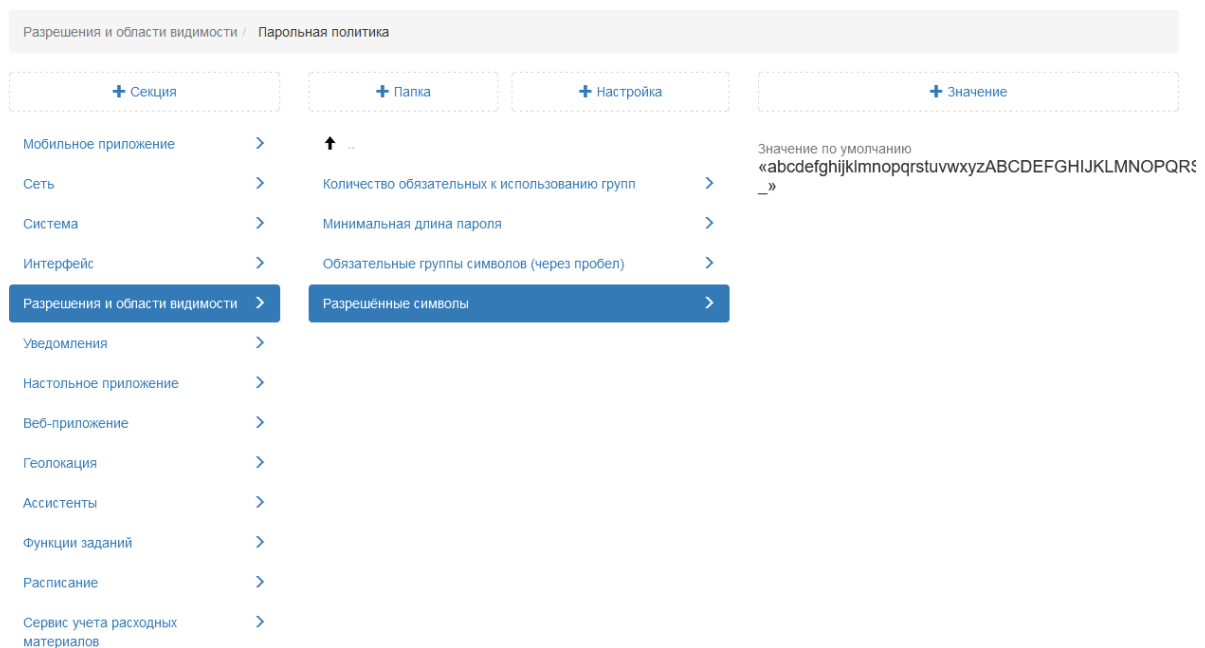 Разрешения и области видимости / Парольная политика
+ Секция
Мобильное приложение
Сеть
Система
Интерфейс
Разрешения и области видимости
Уведомления
Настольное приложение
Веб-приложение
Геолокация
Ассистенты
Функции заданий
Расписание
Сервис учета расходных
материалов
+ Папка
+ Настройка
..
Количество обязательных к использованию групп
Минимальная длина пароля
Обязательные группы символов (через пробел)
Разрешённые символы
+ Значение
Значение по умолчанию
«abcdefghijklmnopqrstuvwxyzABCDEFGHIJKLMNOPQRS
_»